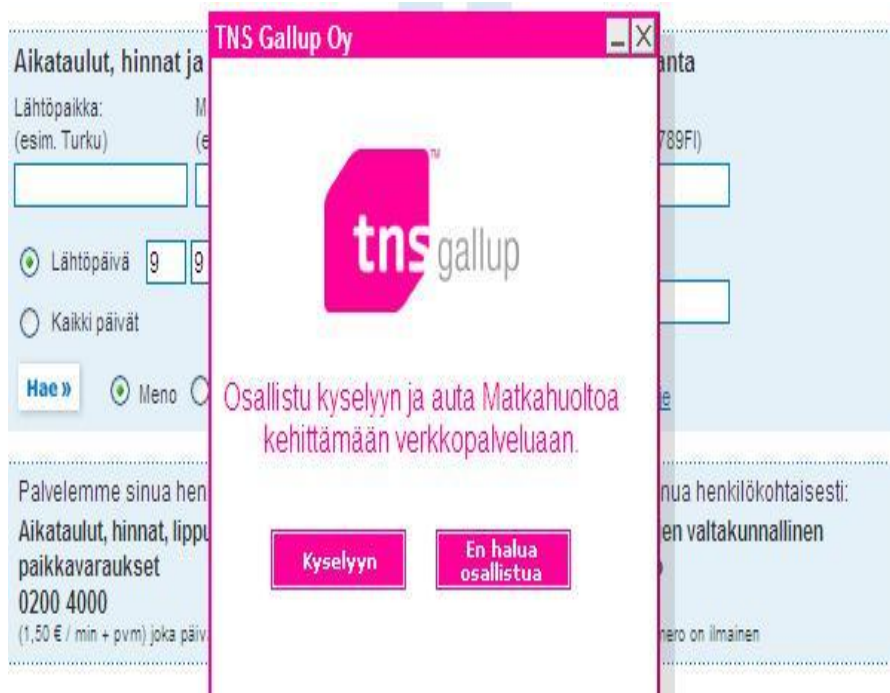 TNS Gallup Oy
Aikataulut, hinnat ja
Lähtöpaikka:
(esim. Turku)
789FI)
Lähtöpäivä 9 9
Kaikki päivät
Hae » Meno
tns gallup
TM
Osallistu kyselyyn ja auta Matkahuoltoa
kehittämään verkkopalveluaan.
Kyselyyn
En halua
osallistua
Palvelemme sinua hen
Aikataulut, hinnat, lippu
paikkavaraukset
0200 4000
(1,50 € / min + pvm) joka päiv
nua henkilökohtaisesti:
en valtakunnallinen
nero on ilmainen